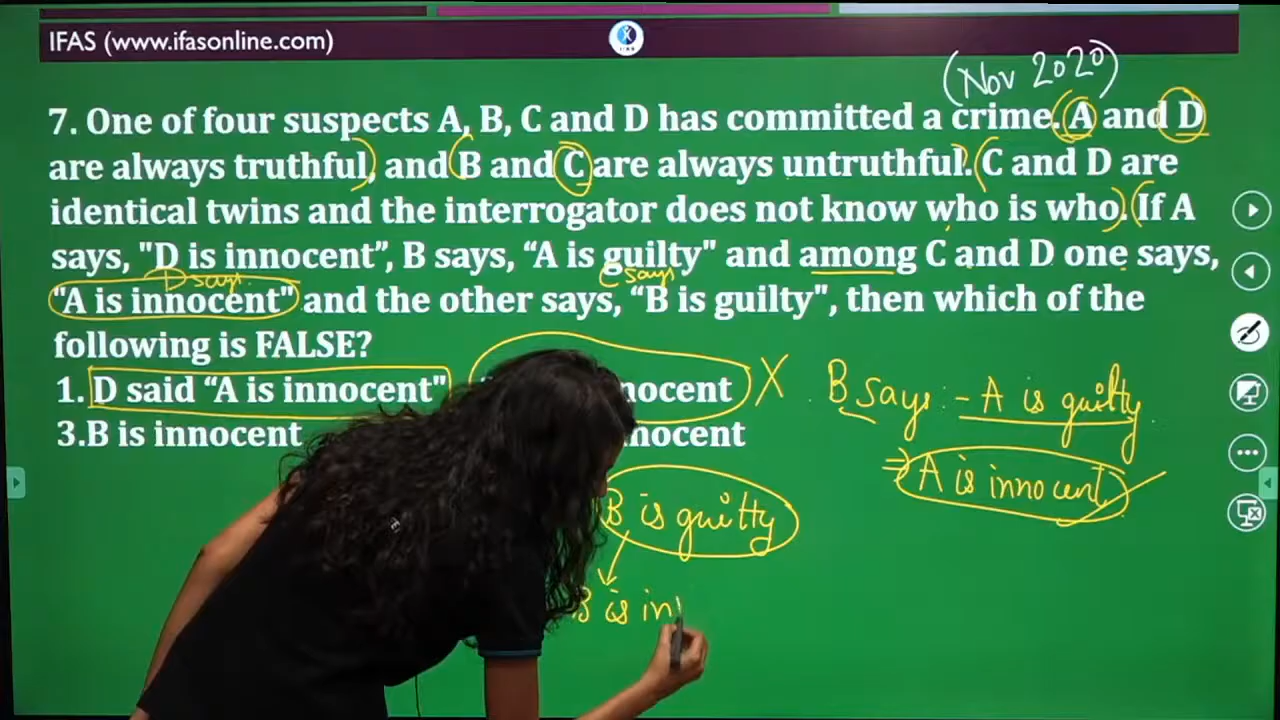 IFAS (www.ifasonline.com)
(Nov 2020)
7. One of four suspects A, B, C and D has committed a crime. A and D
are always truthful, and B and C are always untruthful. C and D are
identical twins and the interrogator does not know who is who. If A
says, "D is innocent”, B says, “A is guilty" and among C and D one says,
D says. C says
"A is innocent" and the other says, “B is guilty", then which of the
following is FALSE?
1. D said “A is innocent" nocent X
3.B is innocent nocent
B says :- A is guilty
⇒ A is innocent
B is guilty
B is in